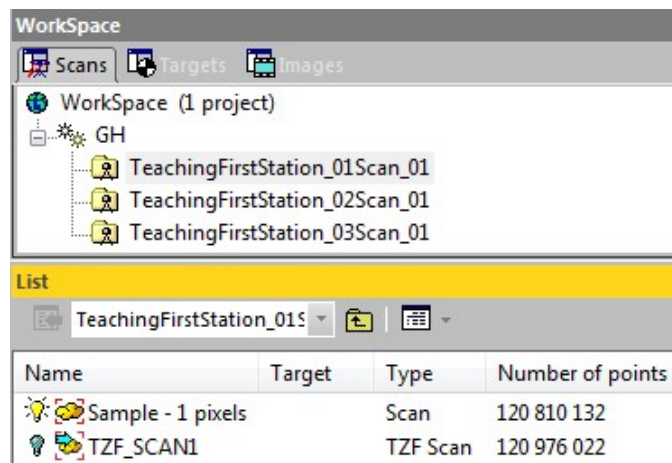 WorkSpace
Scans Targets Images
WorkSpace (1 project)
GH
TeachingFirstStation_01Scan_01
TeachingFirstStation_02Scan_01
TeachingFirstStation_03Scan_01
List
TeachingFirstStation_01S
Name Target Type Number of points
Sample - 1 pixels Scan 120 810 132
TZF_SCAN1 TZF Scan 120 976 022